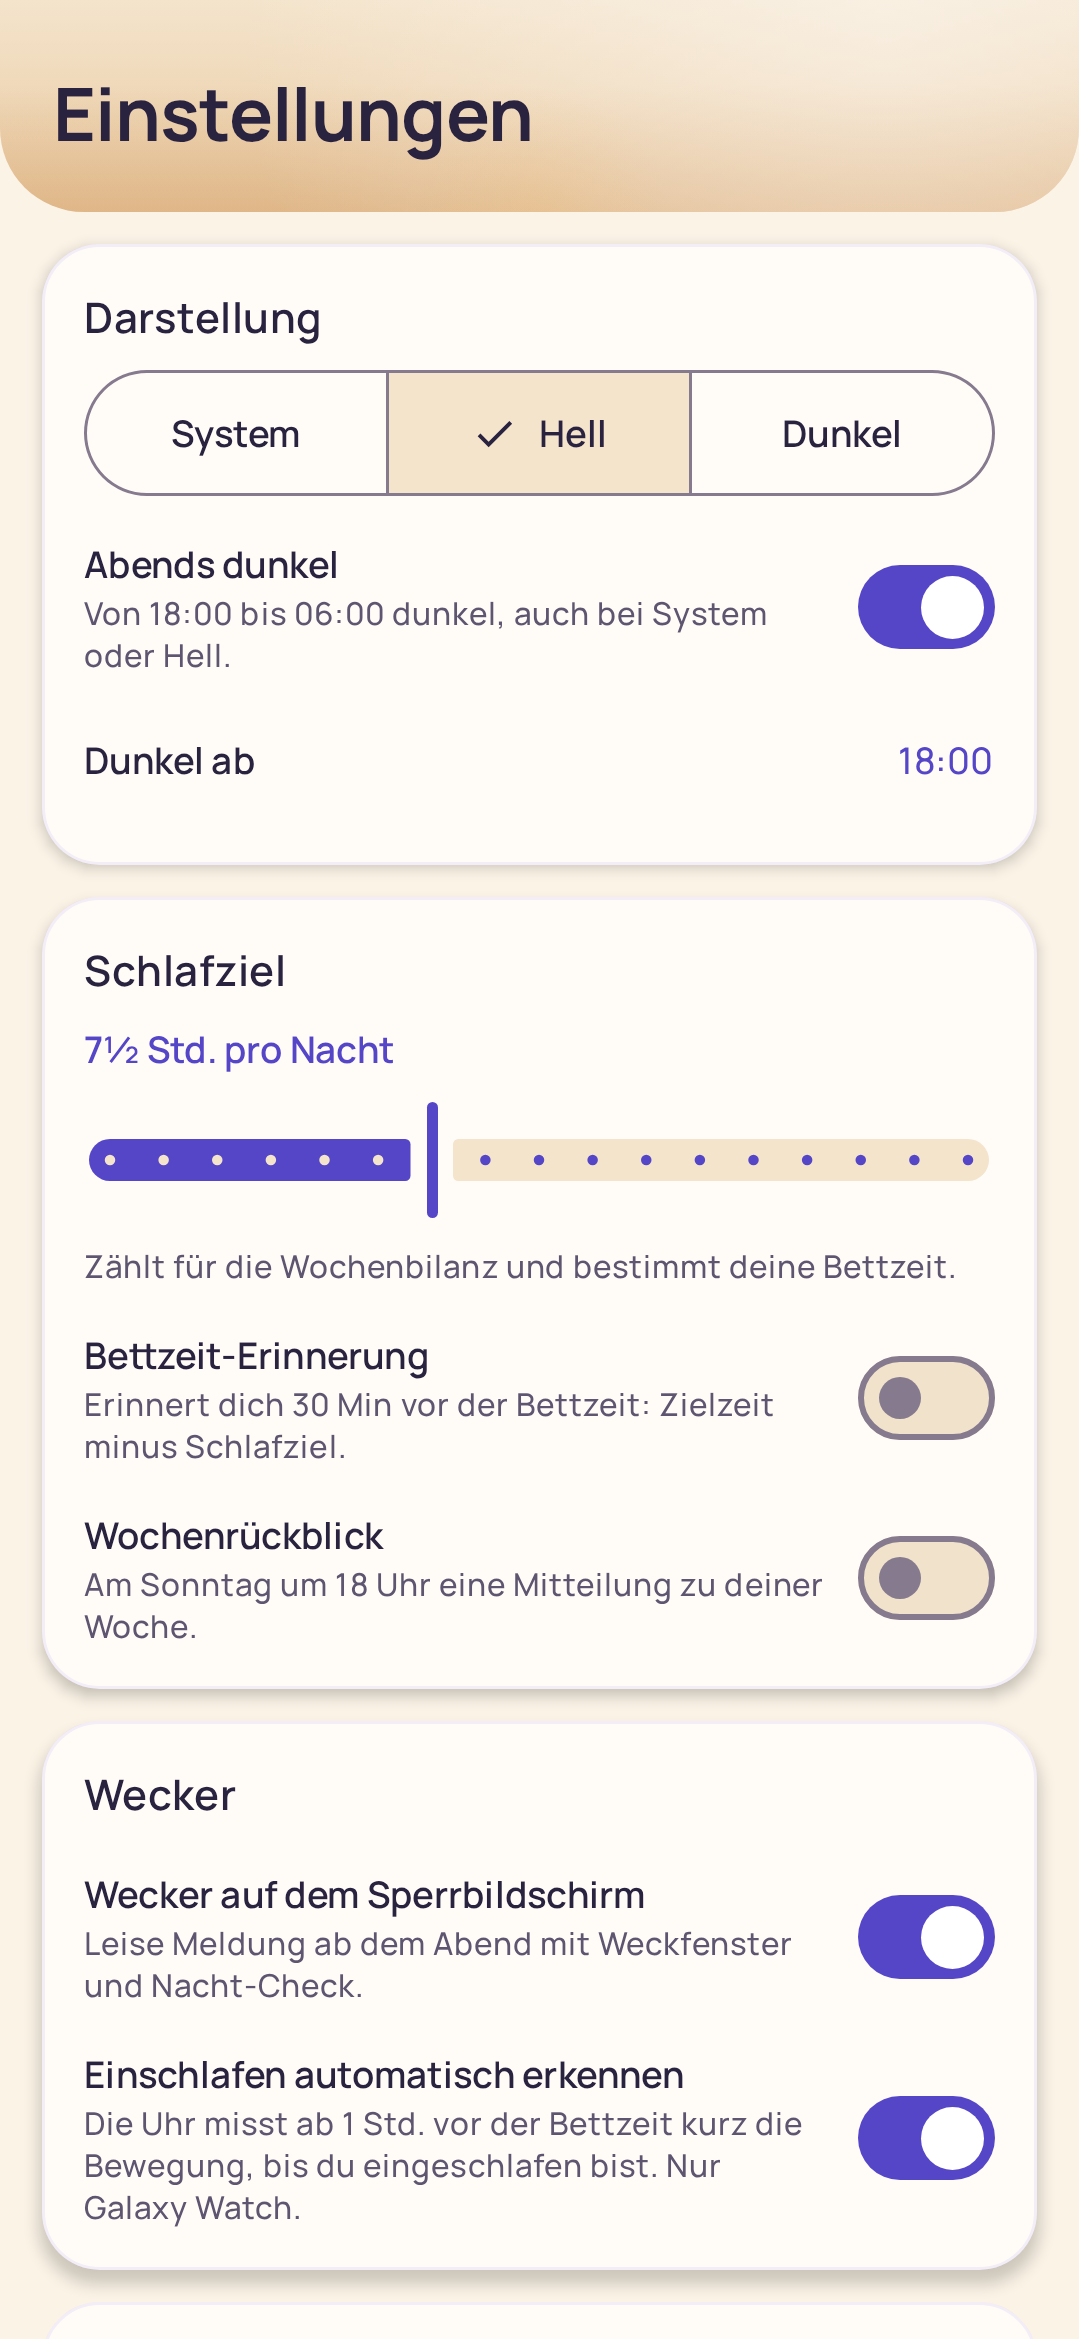 Einstellungen
Darstellung
System
Hell
Dunkel
Abends dunkel
Von 18:00 bis 06:00 dunkel, auch bei System
oder Hell.
Dunkel ab
18:00
Schlafziel
7½ Std. pro Nacht
Zählt für die Wochenbilanz und bestimmt deine Bettzeit.
Bettzeit-Erinnerung
Erinnert dich 30 Min vor der Bettzeit: Zielzeit
minus Schlafziel.
Wochenrückblick
Am Sonntag um 18 Uhr eine Mitteilung zu deiner
Woche.
Wecker
Wecker auf dem Sperrbildschirm
Leise Meldung ab dem Abend mit Weckfenster
und Nacht-Check.
Einschlafen automatisch erkennen
Die Uhr misst ab 1 Std. vor der Bettzeit kurz die
Bewegung, bis du eingeschlafen bist. Nur
Galaxy Watch.